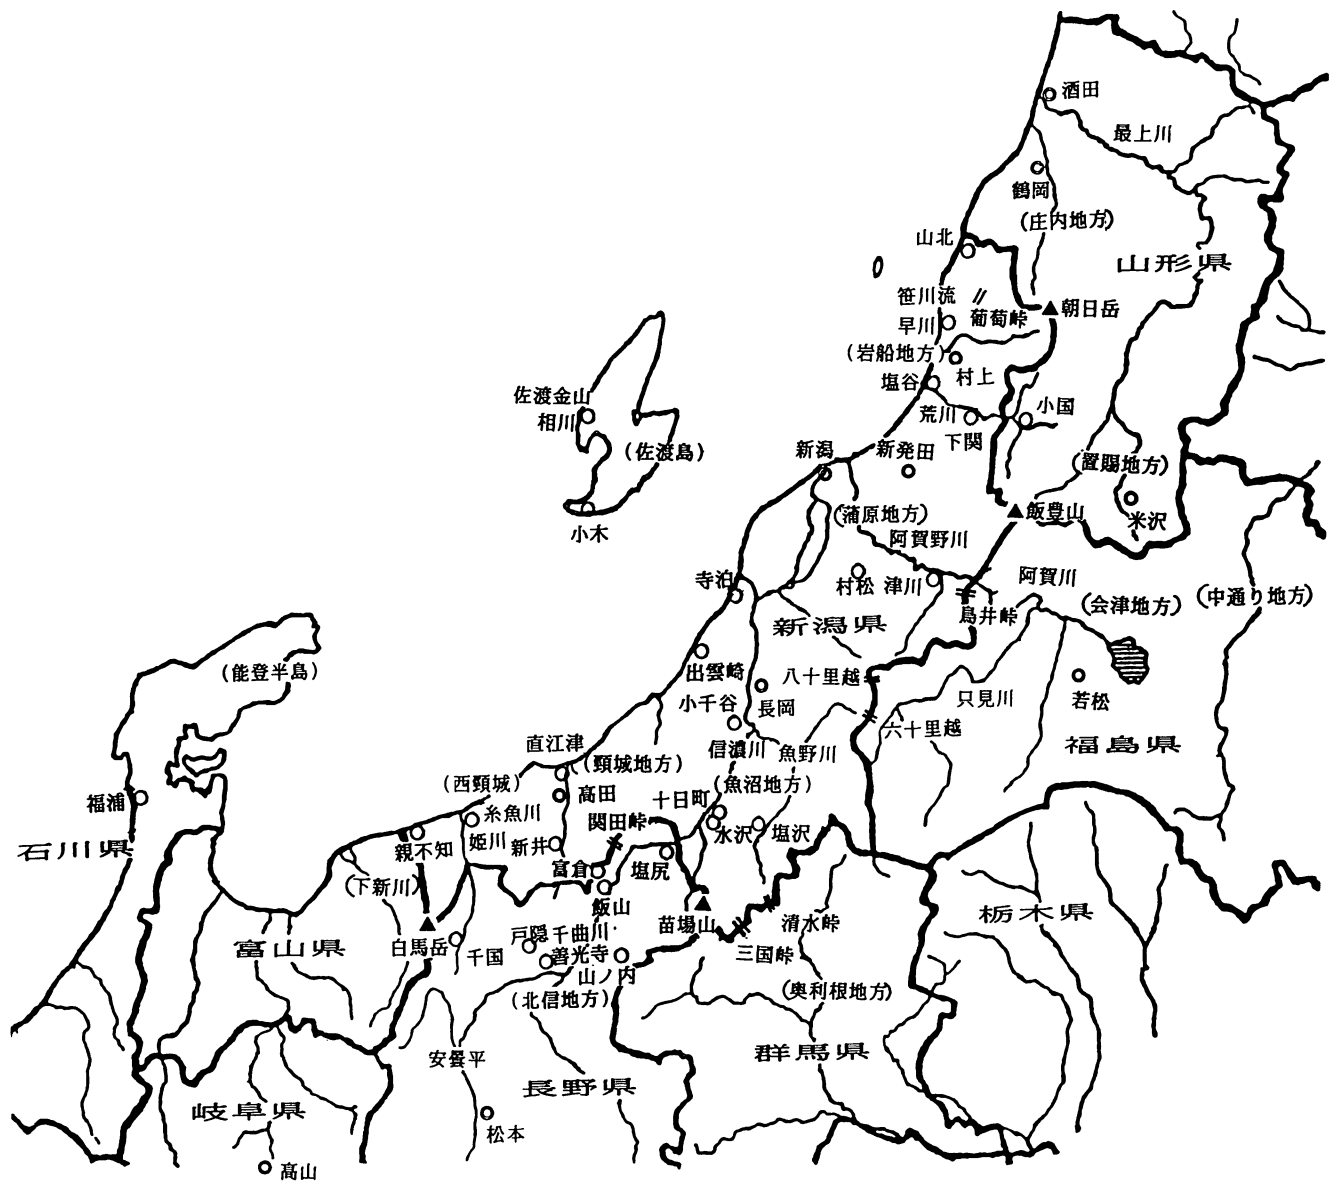 酒田
最上川
鶴岡
(庄内地方)
山北
山形県
笹川流
葡萄峠
朝日岳
早川
(岩船地方)
村上
塩谷
佐渡金山
相川
荒川
小国
下関
(佐渡島)
新潟
新発田
(置賜地方)
飯豊山
米沢
(蒲原地方)
小木
阿賀野川
寺泊
村松
津川
阿賀川
鳥井峠
(会津地方)
(中通り地方)
新潟県
(能登半島)
出雲崎
八十里越
只見川
若松
小千谷
長岡
六十里越
福島県
直江津
(頸城地方)
信濃川
魚野川
(西頸城)
高田
(魚沼地方)
十日町
福浦
糸魚川
関田峠
水沢
塩沢
石川県
親不知
姫川
新井
富倉
塩尻
(下新川)
飯山
苗場山
清水峠
栃木県
富山県
白馬岳
千国
戸隠
千曲川
善光寺
三国峠
山ノ内
(北信地方)
(奥利根地方)
安曇平
群馬県
長野県
岐阜県
松本
高山